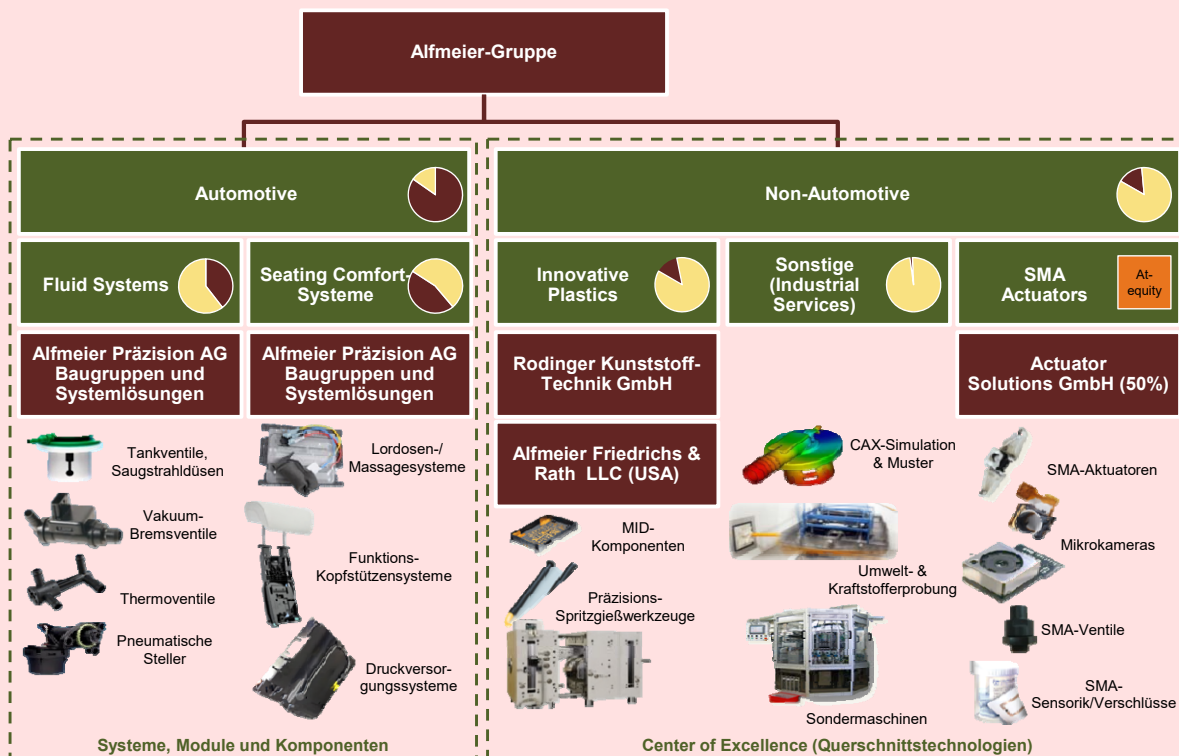 Alfmeier-Gruppe
Automotive
Non-Automotive
Fluid Systems
Seating Comfort-
Systeme
Innovative
Plastics
Sonstige
(Industrial
Services)
SMA
Actuators
At-
equity
Alfmeier Präzision AG
Baugruppen und
Systemlösungen
Alfmeier Präzision AG
Baugruppen und
Systemlösungen
Rodinger Kunststoff-
Technik GmbH
Actuator
Solutions GmbH (50%)
Alfmeier Friedrichs &
Rath LLC (USA)
Tankventile,
Saugstrahldüsen
Vakuum-
Bremsventile
Thermoventile
Pneumatische
Steller
Lordosen-/
Massagesysteme
Funktions-
Kopfstützensysteme
Druckversor-
gungssysteme
MID-
Komponenten
Präzisions-
Spritzgießwerkzeuge
CAX-Simulation
& Muster
Umwelt- &
Kraftstofferprobung
Sondermaschinen
SMA-Aktuatoren
Mikrokameras
SMA-Ventile
SMA-
Sensorik/Verschlüsse
Systeme, Module und Komponenten
Center of Excellence (Querschnittstechnologien)